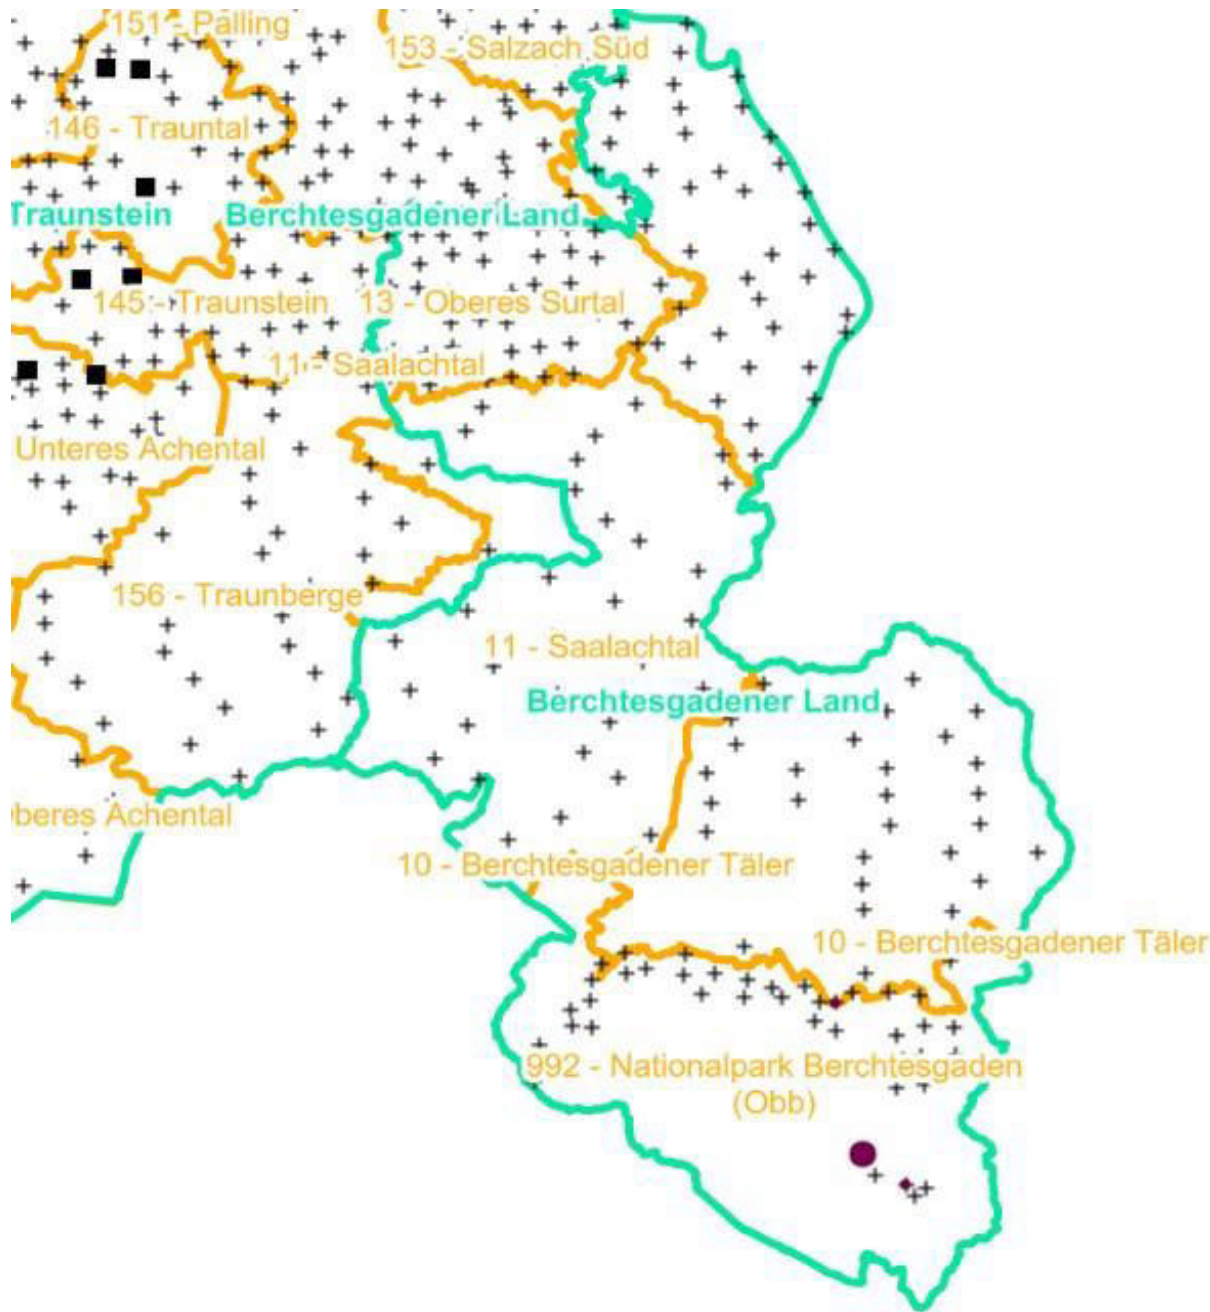 151 - Palling
153 - Salzach Süd
146 - Trauntal
Traunstein
Berchtesgadener Land
145 - Traunstein
13 - Oberes Surtal
11 - Saalachtal
Unteres Achental
156 - Traunberge
11 - Saalachtal
Berchtesgadener Land
beres Achental
10 - Berchtesgadener Täler
10 - Berchtesgadener Täler
992 - Nationalpark Berchtesgaden
(Obb)